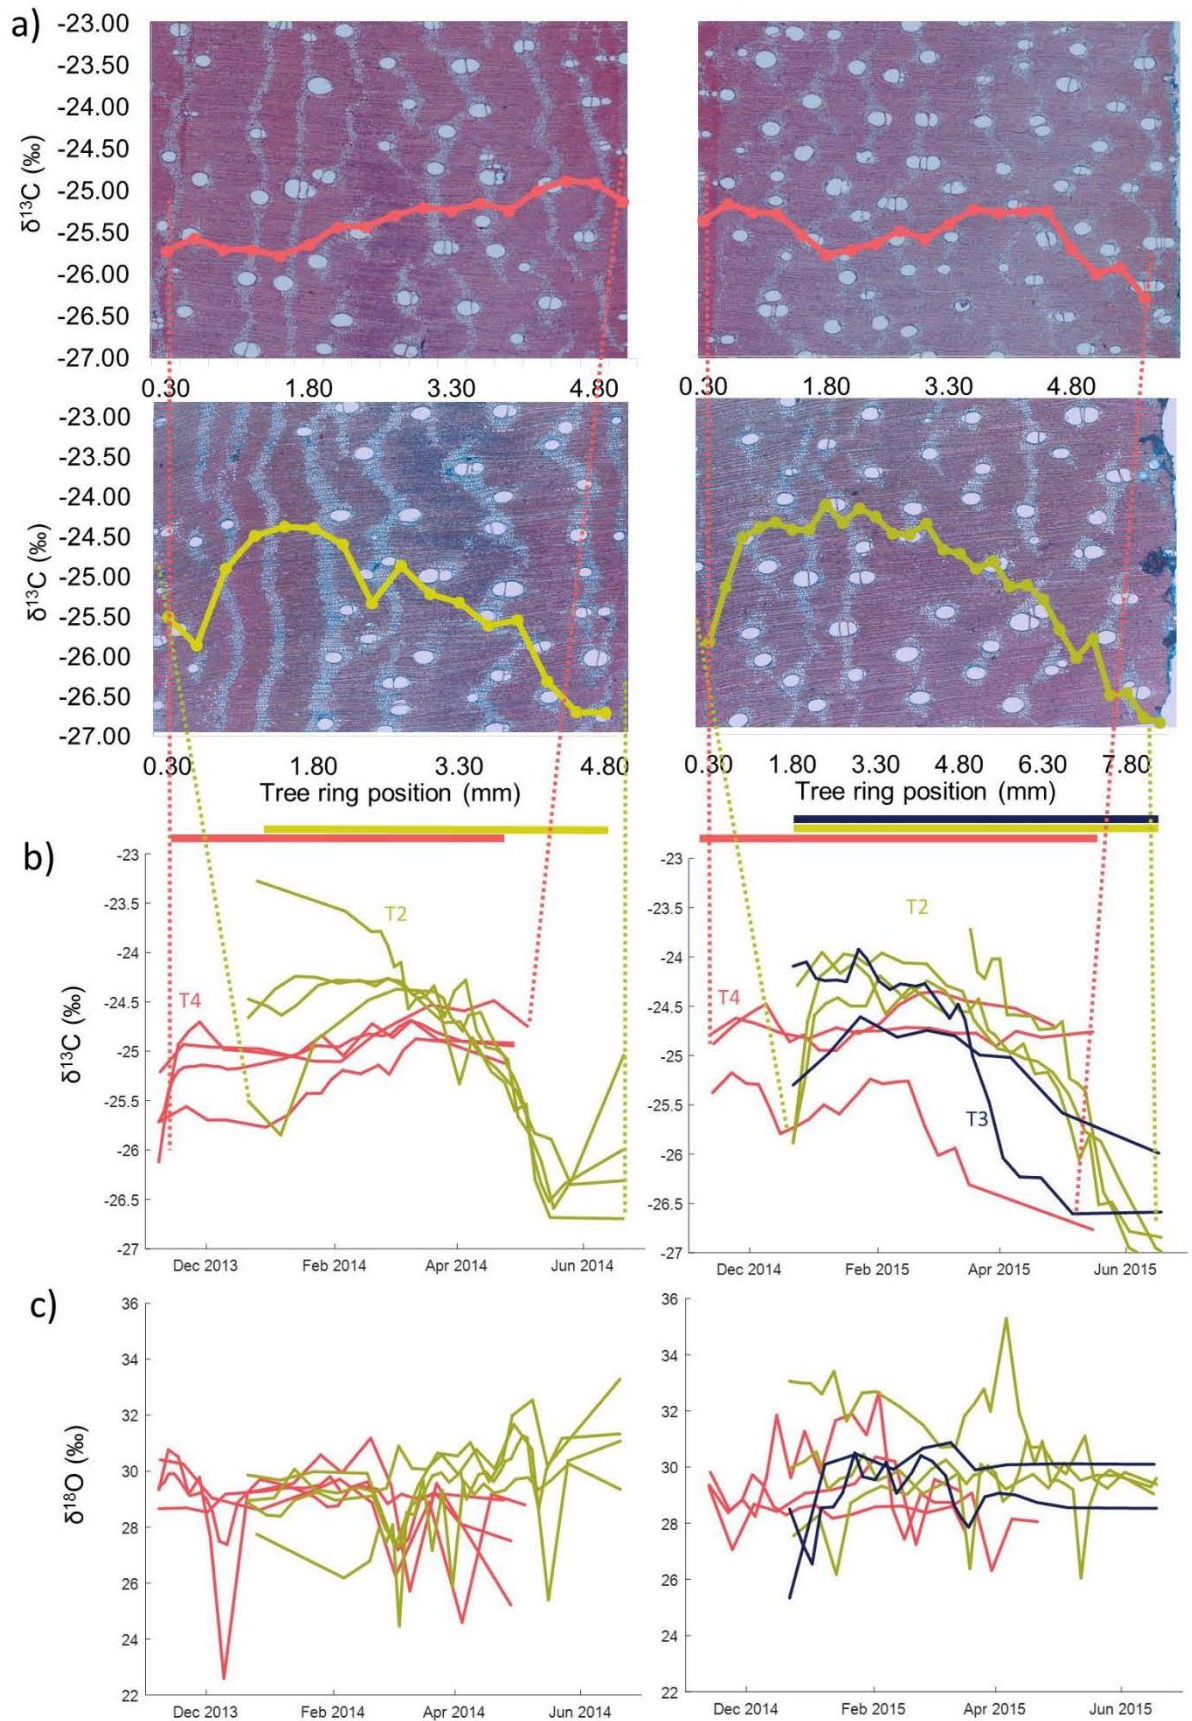 a)
-23.00
-23.50
-24.00
-24.50
-25.00
-25.50
-26.00
-26.50
-27.00
δ13C (‰)
0.30 1.80 3.30 4.80
0.30 1.80 3.30 4.80
-23.00
-23.50
-24.00
-24.50
-25.00
-25.50
-26.00
-26.50
-27.00
δ13C (‰)
0.30 1.80 3.30 4.80
Tree ring position (mm)
0.30 1.80 3.30 4.80 6.30 7.80
Tree ring position (mm)
b)
-23
-23.5
-24
-24.5
-25
-25.5
-26
-26.5
-27
δ13C (‰)
T2
T4
Dec 2013 Feb 2014 Apr 2014 Jun 2014
-23
-23.5
-24
-24.5
-25
-25.5
-26
-26.5
-27
T2
T4
T3
Dec 2014 Feb 2015 Apr 2015 Jun 2015
c)
36
34
32
30
28
26
24
22
δ18O (‰)
Dec 2013 Feb 2014 Apr 2014 Jun 2014
36
34
32
30
28
26
24
22
Dec 2014 Feb 2015 Apr 2015 Jun 2015